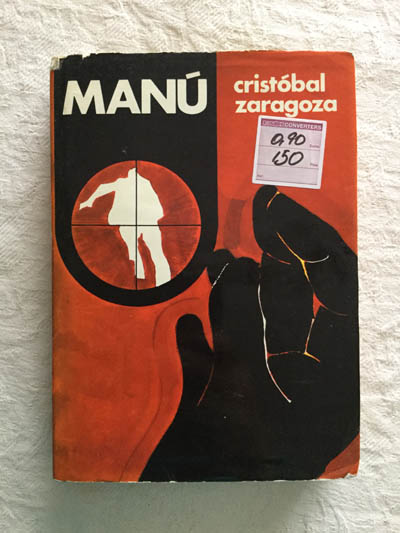 MANÚ
cristóbal
zaragoza
CONVERTERS
0,90
150